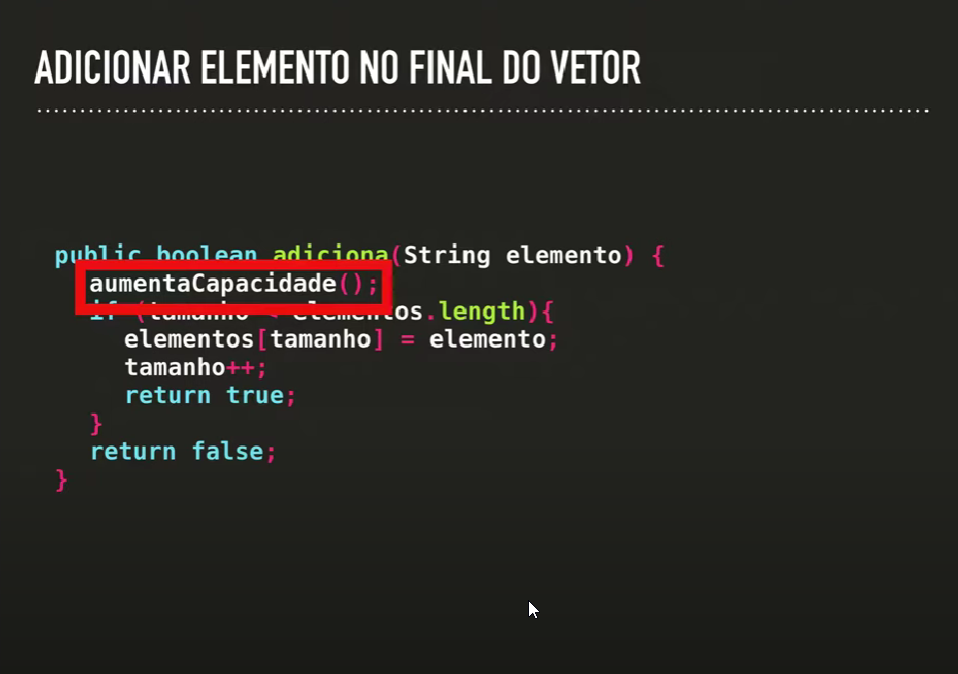 ADICIONAR ELEMENTO NO FINAL DO VETOR
public boolean adiciona(String elemento) {
aumentaCapacidade();
if (tamanho < elementos.length){
elementos[tamanho] = elemento;
tamanho++;
return true;
}
return false;
}